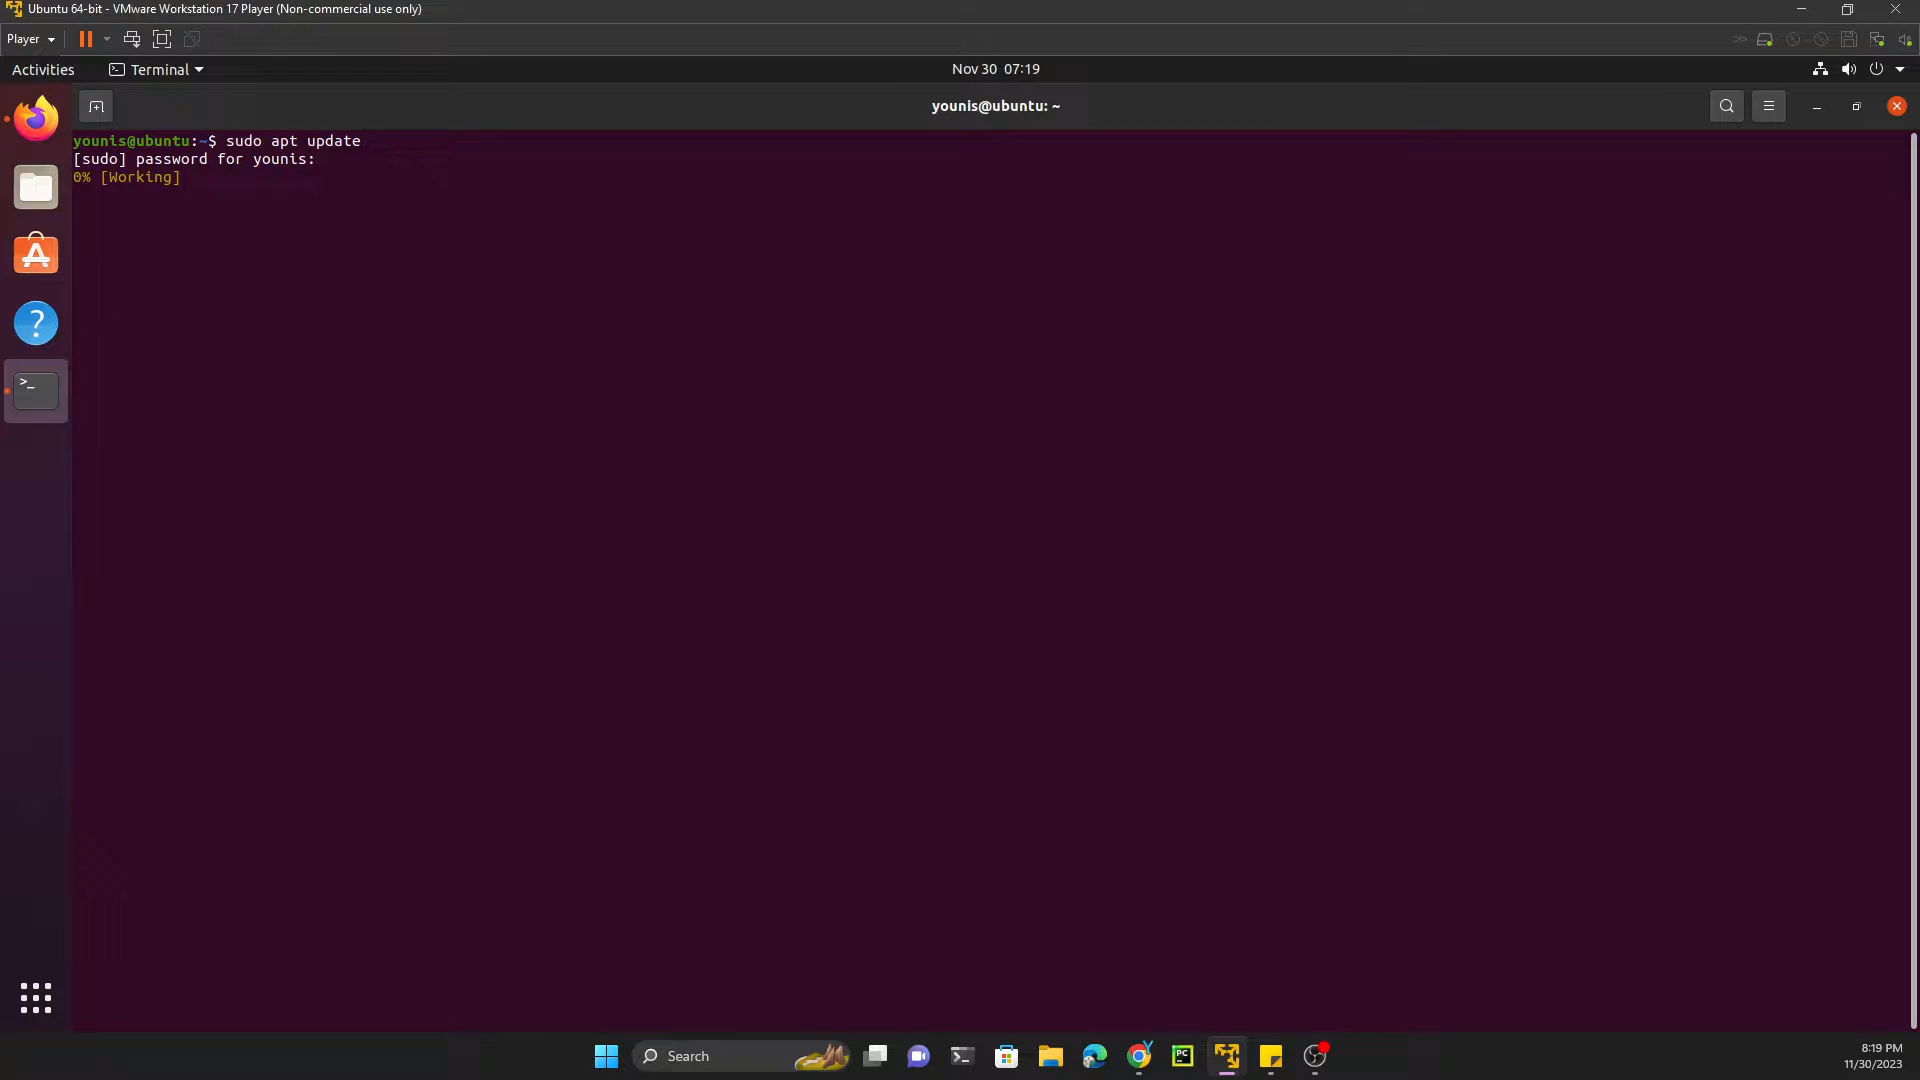 Ubuntu 64-bit - VMware Workstation 17 Player (Non-commercial use only)
Player
Activities
Terminal
Nov 30 07:19
younis@ubuntu: ~
younis@ubuntu:~$ sudo apt update
[sudo] password for younis:
0% [Working]
Search
PC
8:19 PM
11/30/2023